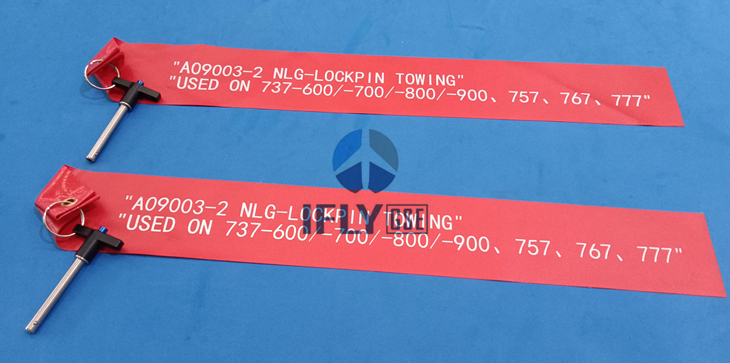 "A09003-2 NLG-LOCKPIN TOWING"
"USED ON 737-600/-700/-800/-900、757、767、777"
"A09003-2 NLG-LOCKPIN TOWING"
"USED ON 737-600/-700/-800/-900、757、767、777"
IFLY GSE